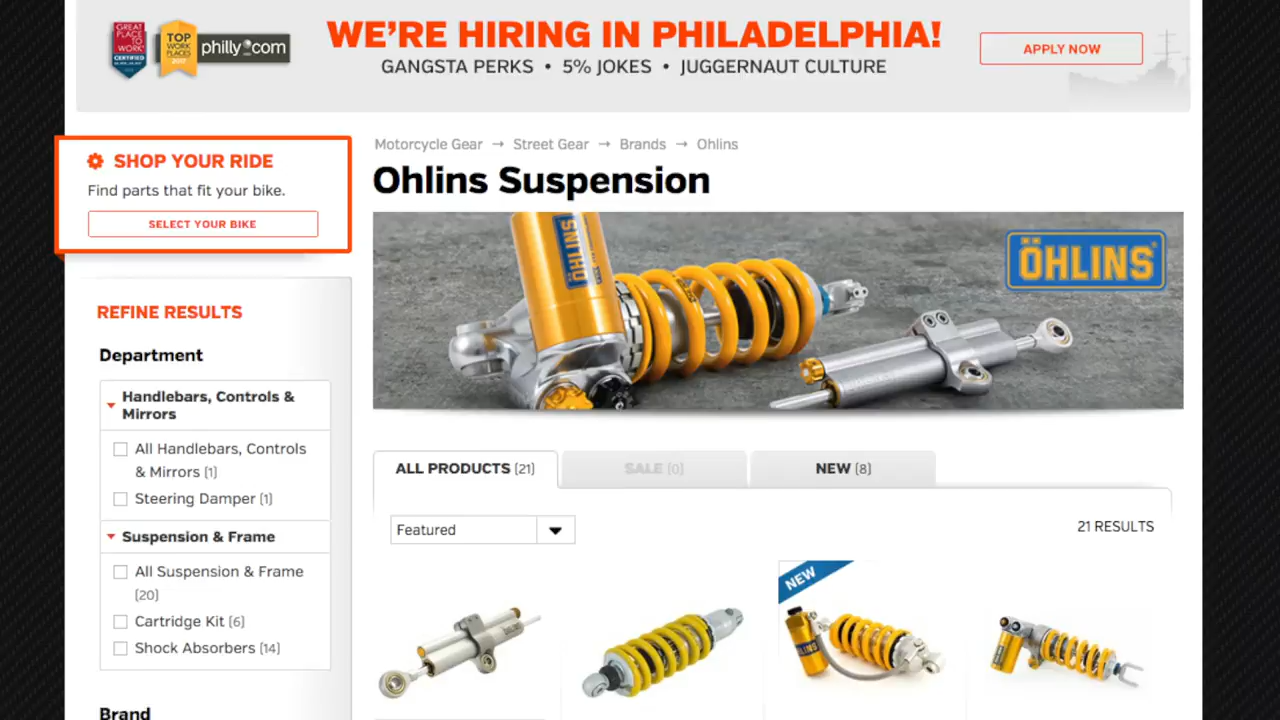 GREAT PLACE TO WORK®
CERTIFIED
TOP WORK PLACES 2017
philly.com
WE'RE HIRING IN PHILADELPHIA!
GANGSTA PERKS • 5% JOKES • JUGGERNAUT CULTURE
APPLY NOW
SHOP YOUR RIDE
Find parts that fit your bike.
SELECT YOUR BIKE
Motorcycle Gear → Street Gear → Brands → Ohlins
Ohlins Suspension
ÖHLINS
ÖHLINS®
REFINE RESULTS
Department
Handlebars, Controls &
Mirrors
All Handlebars, Controls
& Mirrors (1)
Steering Damper (1)
Suspension & Frame
All Suspension & Frame
(20)
Cartridge Kit (6)
Shock Absorbers (14)
Brand
ALL PRODUCTS (21)
SALE (0)
NEW (8)
Featured
21 RESULTS
NEW